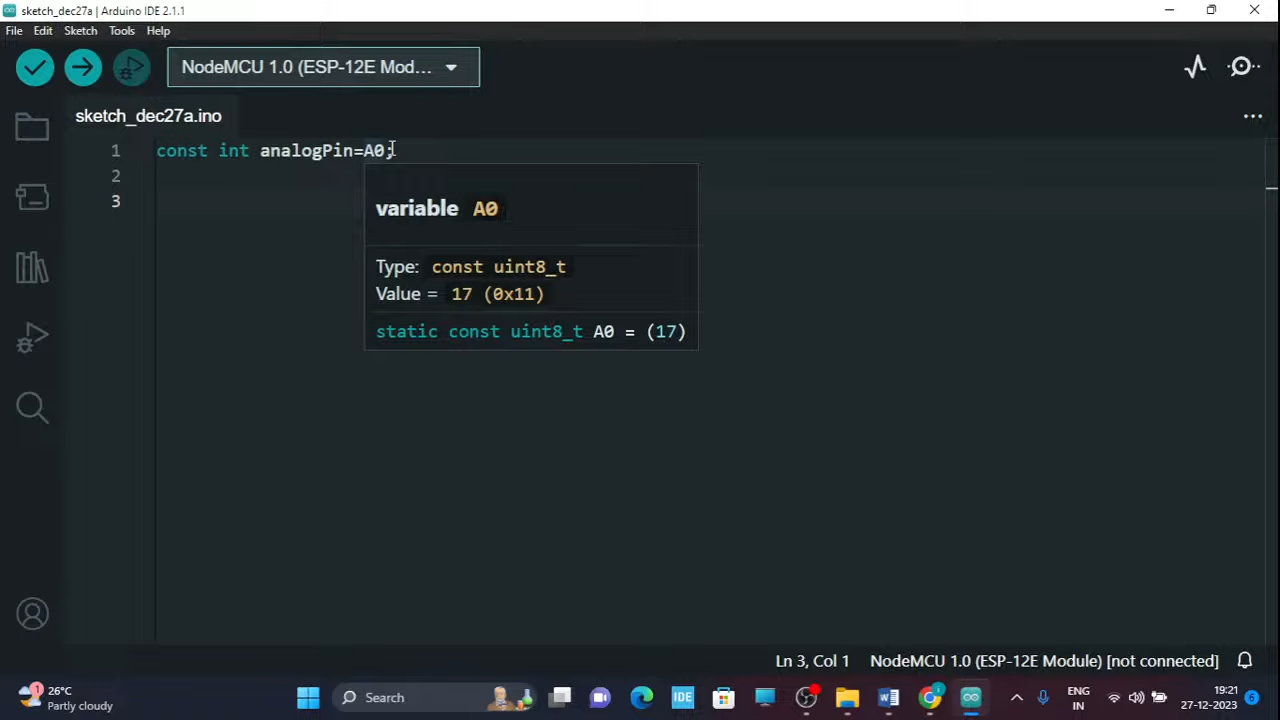 sketch_dec27a | Arduino IDE 2.1.1
File Edit Sketch Tools Help
NodeMCU 1.0 (ESP-12E Mod...
sketch_dec27a.ino
1 const int analogPin=A0;
2
3
variable A0
Type: const uint8_t
Value = 17 (0x11)
static const uint8_t A0 = (17)
Ln 3, Col 1 NodeMCU 1.0 (ESP-12E Module) [not connected]
1
26°C
Partly cloudy
Search
IDE
ENG
IN
19:21
27-12-2023
6